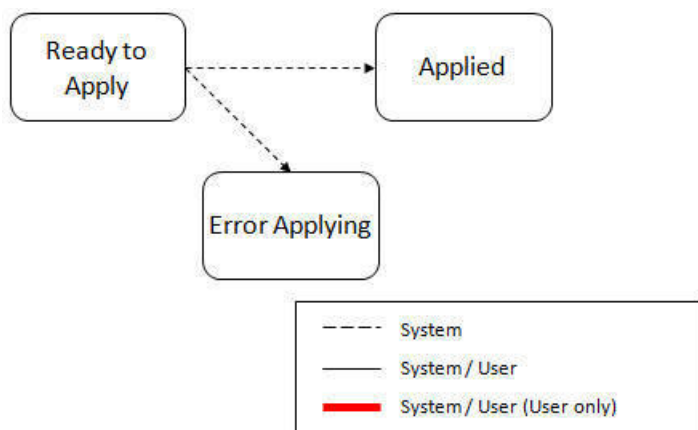 Ready to
Apply
Applied
Error Applying
System
System / User
System / User (User only)